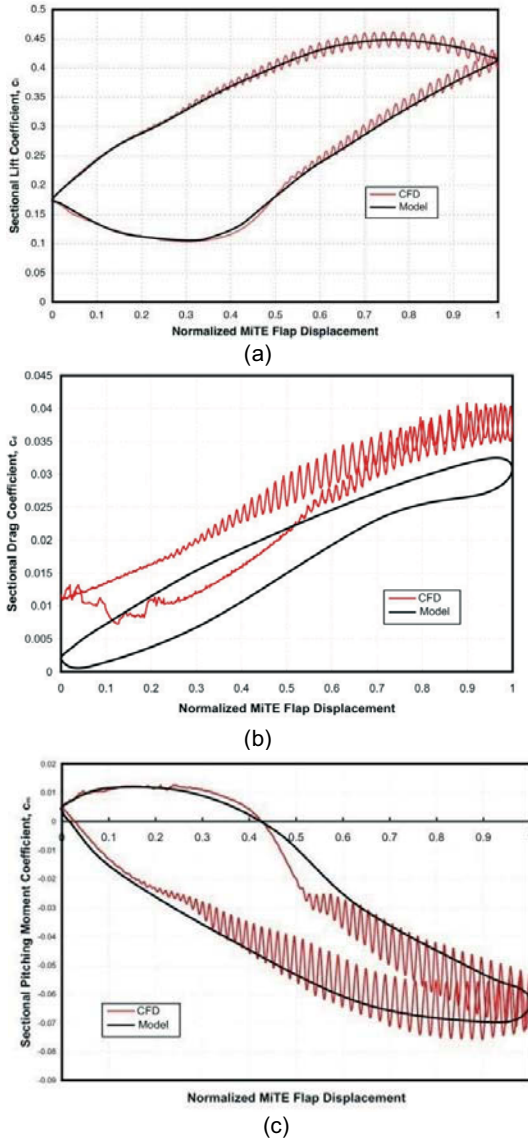 0.5
0.45
0.4
0.35
0.3
0.25
0.2
0.15
0.1
0.05
0
Sectional Lift Coefficient, cₗ
CFD
Model
0 0.1 0.2 0.3 0.4 0.5 0.6 0.7 0.8 0.9 1
Normalized MiTE Flap Displacement
(a)
0.045
0.04
0.035
0.03
0.025
0.02
0.015
0.01
0.005
0
Sectional Drag Coefficient, c_d
CFD
Model
0 0.1 0.2 0.3 0.4 0.5 0.6 0.7 0.8 0.9 1
Normalized MiTE Flap Displacement
(b)
0.02
0.01
0
-0.01
-0.02
-0.03
-0.04
-0.05
-0.06
-0.07
-0.08
-0.09
Sectional Pitching Moment Coefficient, cₘ
0.1 0.2 0.3 0.4 0.5 0.6 0.7 0.8 0.9
CFD
Model
Normalized MiTE Flap Displacement
(c)